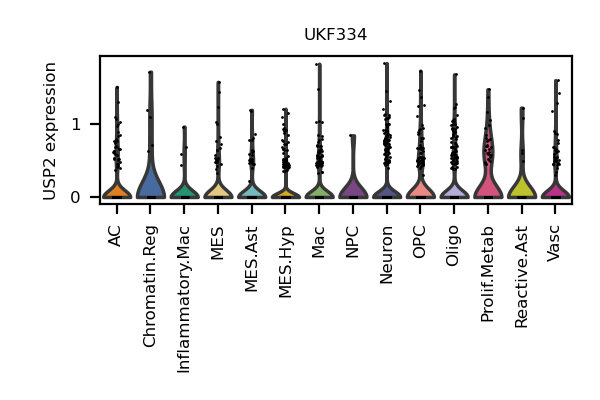 UKF334
USP2 expression
1
0
AC
Chromatin.Reg
Inflammatory.Mac
MES
MES.Ast
MES.Hyp
Mac
NPC
Neuron
OPC
Oligo
Prolif.Metab
Reactive.Ast
Vasc